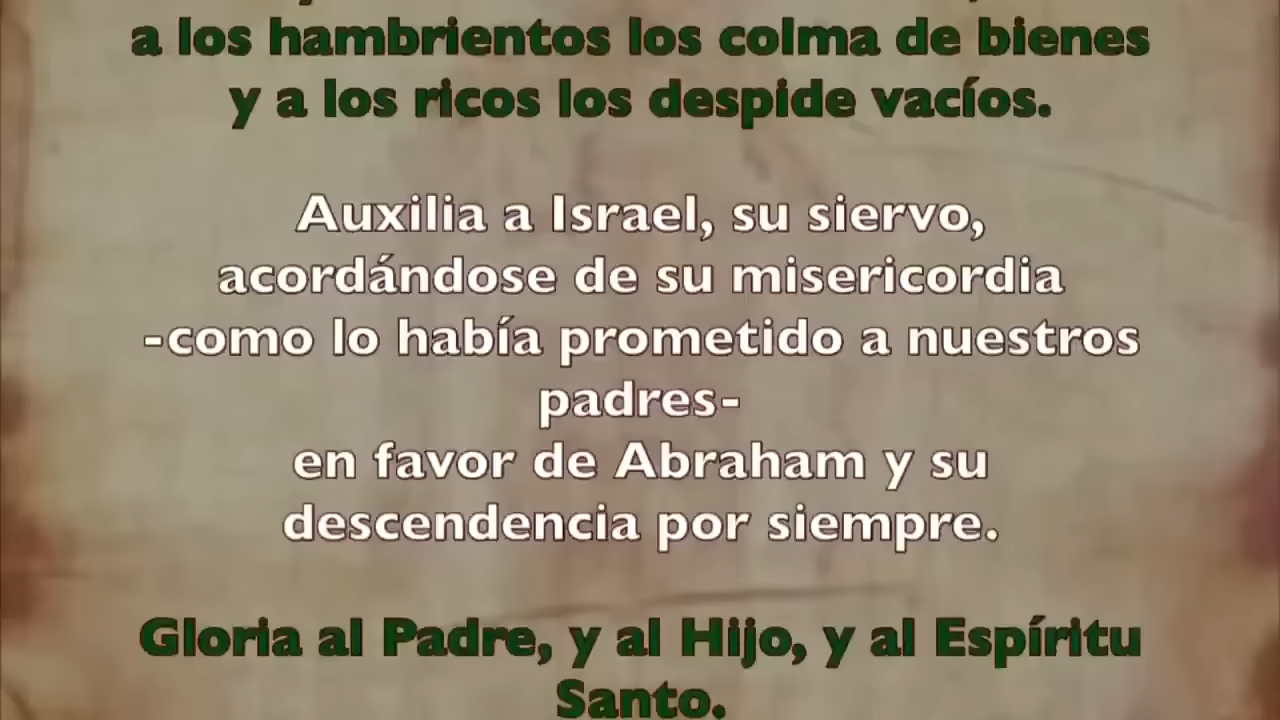 a los hambrientos los colma de bienes
y a los ricos los despide vacíos.
Auxilia a Israel, su siervo,
acordándose de su misericordia
-como lo había prometido a nuestros
padres-
en favor de Abraham y su
descendencia por siempre.
Gloria al Padre, y al Hijo, y al Espíritu
Santo.